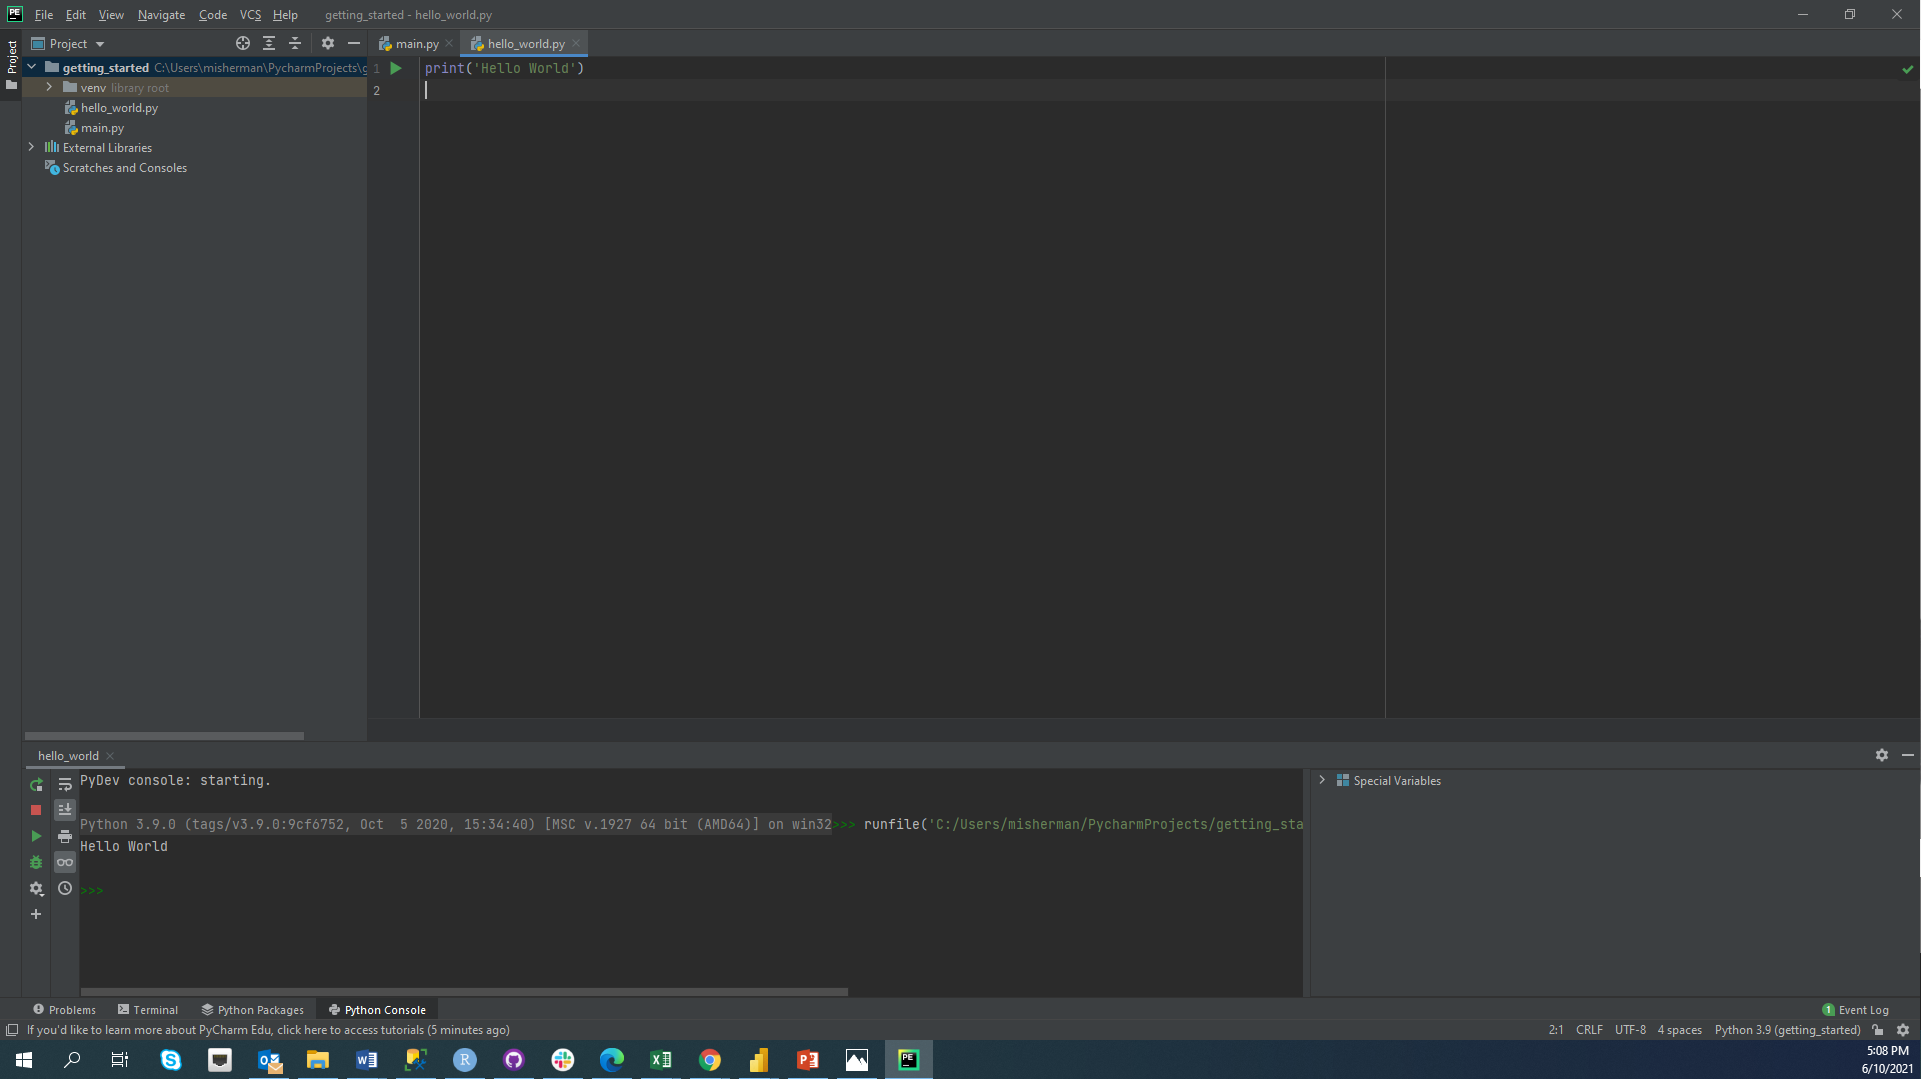 PE File Edit View Navigate Code VCS Help getting_started - hello_world.py
Project
Project
main.py
hello_world.py
getting_started C:\Users\misherman\PycharmProjects\g
venv library root
hello_world.py
main.py
External Libraries
Scratches and Consoles
1 print('Hello World')
2
hello_world
PyDev console: starting.
Python 3.9.0 (tags/v3.9.0:9cf6752, Oct  5 2020, 15:34:40) [MSC v.1927 64 bit (AMD64)] on win32>>> runfile('C:/Users/misherman/PycharmProjects/getting_sta
Hello World
>>>
Special Variables
Problems Terminal Python Packages Python Console 1 Event Log
If you'd like to learn more about PyCharm Edu, click here to access tutorials (5 minutes ago) 2:1 CRLF UTF-8 4 spaces Python 3.9 (getting_started)
5:08 PM
6/10/2021